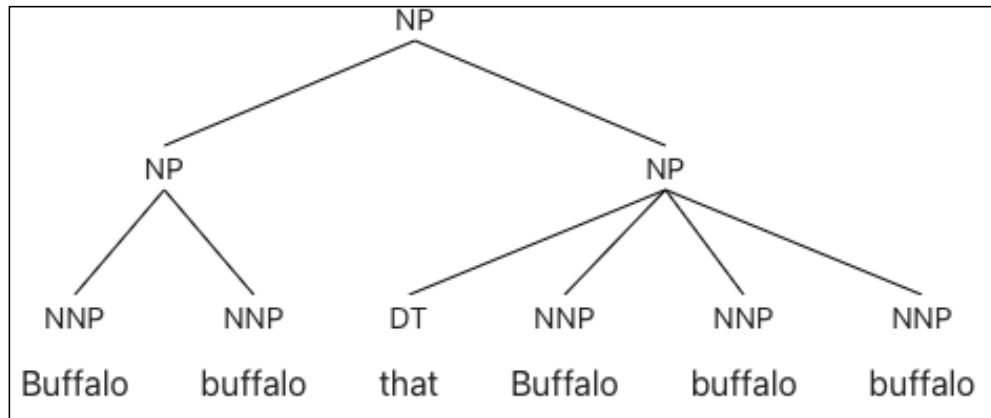 NP
NP NP
NNP NNP DT NNP NNP NNP
Buffalo buffalo that Buffalo buffalo buffalo